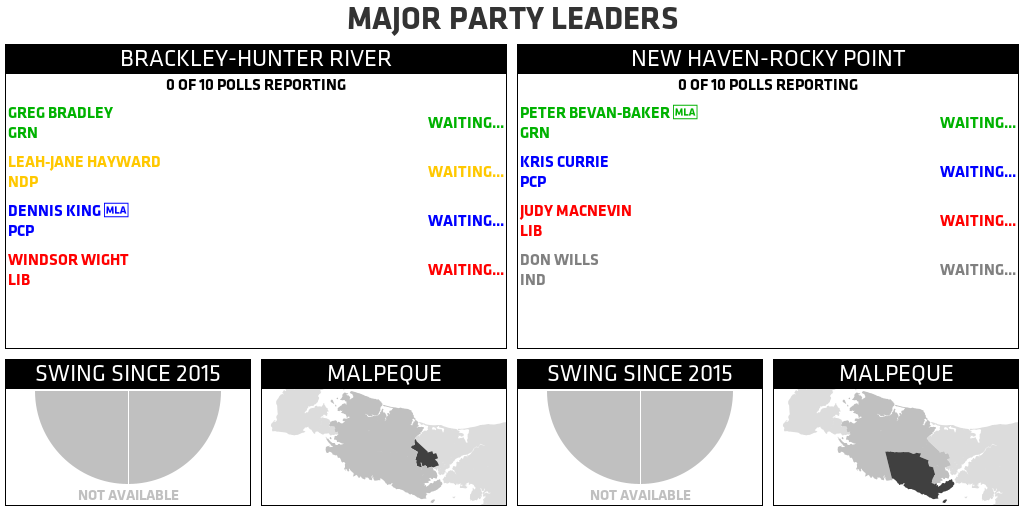 MAJOR PARTY LEADERS
BRACKLEY-HUNTER RIVER
0 OF 10 POLLS REPORTING
GREG BRADLEY
GRN
WAITING...
LEAH-JANE HAYWARD
NDP
WAITING...
DENNIS KING MLA
PCP
WAITING...
WINDSOR WIGHT
LIB
WAITING...
NEW HAVEN-ROCKY POINT
0 OF 10 POLLS REPORTING
PETER BEVAN-BAKER MLA
GRN
WAITING...
KRIS CURRIE
PCP
WAITING...
JUDY MACNEVIN
LIB
WAITING...
DON WILLS
IND
WAITING...
SWING SINCE 2015
NOT AVAILABLE
MALPEQUE
SWING SINCE 2015
NOT AVAILABLE
MALPEQUE